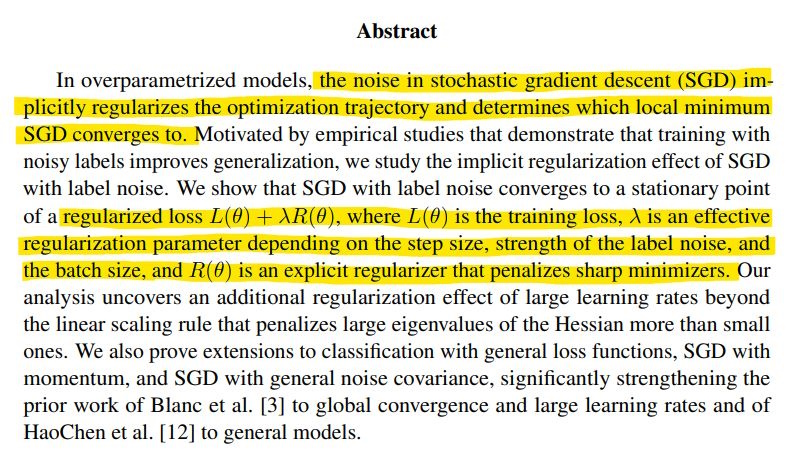 Abstract
In overparametrized models, the noise in stochastic gradient descent (SGD) im-
plicitly regularizes the optimization trajectory and determines which local minimum
SGD converges to. Motivated by empirical studies that demonstrate that training with
noisy labels improves generalization, we study the implicit regularization effect of SGD
with label noise. We show that SGD with label noise converges to a stationary point
of a regularized loss L(θ) + λR(θ), where L(θ) is the training loss, λ is an effective
regularization parameter depending on the step size, strength of the label noise, and
the batch size, and R(θ) is an explicit regularizer that penalizes sharp minimizers. Our
analysis uncovers an additional regularization effect of large learning rates beyond
the linear scaling rule that penalizes large eigenvalues of the Hessian more than small
ones. We also prove extensions to classification with general loss functions, SGD with
momentum, and SGD with general noise covariance, significantly strengthening the
prior work of Blanc et al. [3] to global convergence and large learning rates and of
HaoChen et al. [12] to general models.